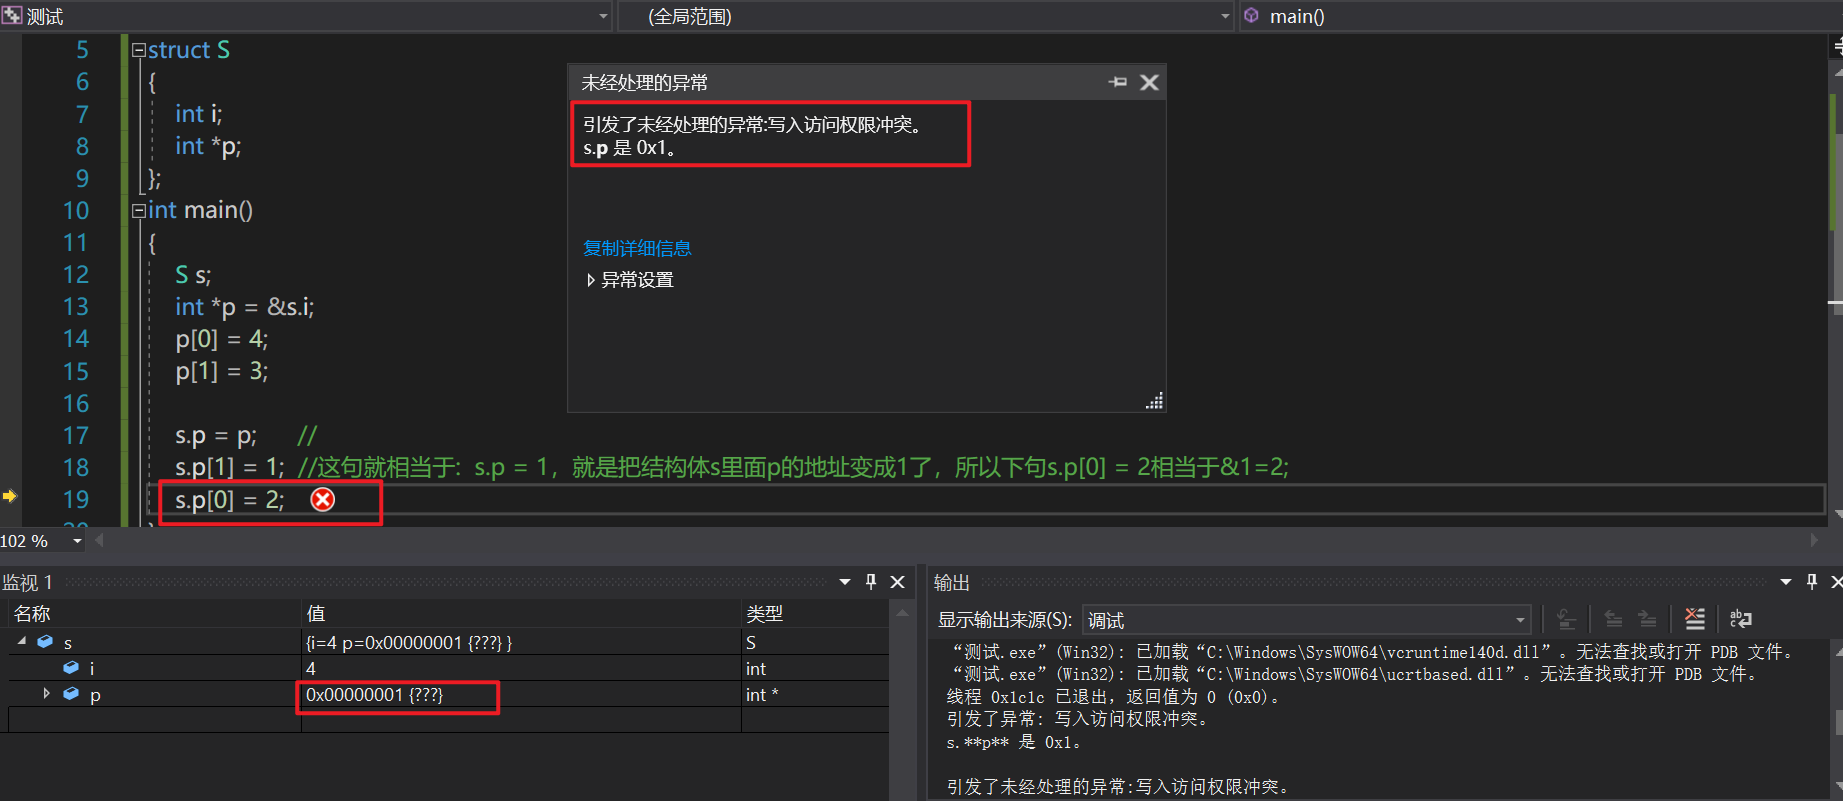 测试
(全局范围)
main()
5 struct S
6 {
7 int i;
8 int *p;
9 };
10 int main()
11 {
12 S s;
13 int *p = &s.i;
14 p[0] = 4;
15 p[1] = 3;
16
17 s.p = p; //
18 s.p[1] = 1; //这句就相当于: s.p = 1，就是把结构体s里面p的地址变成1了，所以下句s.p[0] = 2相当于&1=2;
19 s.p[0] = 2;
未经处理的异常
引发了未经处理的异常:写入访问权限冲突。
s.p 是 0x1。
复制详细信息
异常设置
102 %
监视 1
名称 值 类型
s {i=4 p=0x00000001 {???} } S
i 4 int
p 0x00000001 {???} int *
输出
显示输出来源(S): 调试
“测试.exe”(Win32): 已加载“C:\Windows\SysWOW64\vcruntime140d.dll”。无法查找或打开 PDB 文件。
“测试.exe”(Win32): 已加载“C:\Windows\SysWOW64\ucrtbased.dll”。无法查找或打开 PDB 文件。
线程 0x1c1c 已退出，返回值为 0 (0x0)。
引发了异常: 写入访问权限冲突。
s.**p** 是 0x1。
引发了未经处理的异常:写入访问权限冲突。